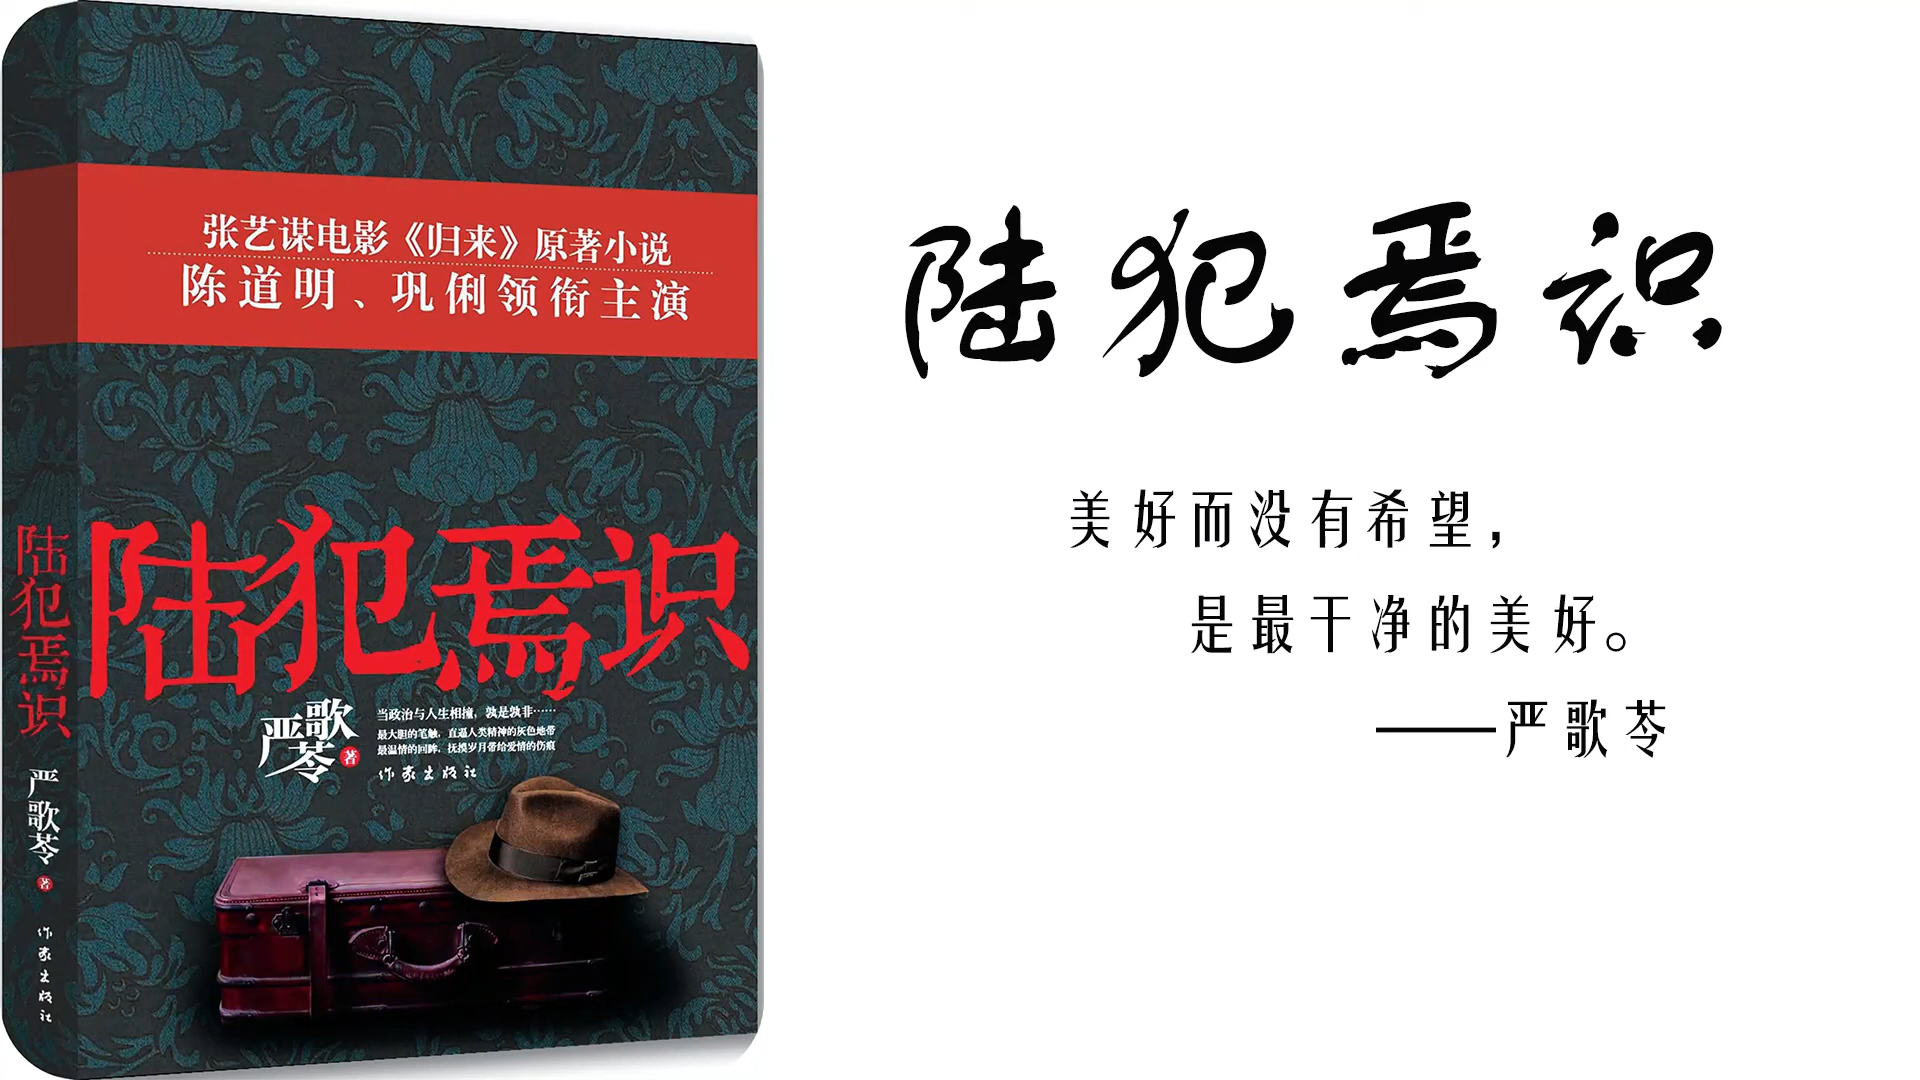 张艺谋电影《归来》原著小说
陈道明、巩俐领衔主演
陆犯焉识
严歌苓 著
当政治与人生相撞，孰是孰非……
最大胆的笔触，直逼人类精神的灰色地带
最温情的回眸，抚摸岁月带给爱情的伤痕
作家出版社
陆犯焉识
严歌苓 著
作家出版社
陆犯焉识
美好而没有希望，
是最干净的美好。
——严歌苓